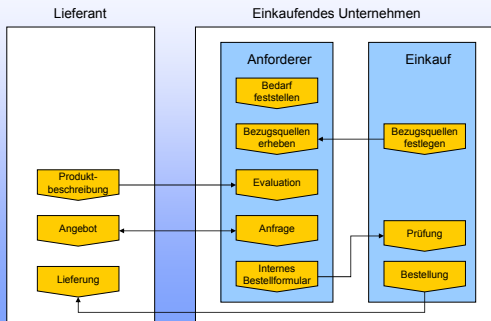 Lieferant
Einkaufendes Unternehmen
Anforderer
Einkauf
Bedarf
feststellen
Bezugsquellen
erheben
Bezugsquellen
festlegen
Produkt-
beschreibung
Evaluation
Angebot
Anfrage
Prüfung
Lieferung
Internes
Bestellformular
Bestellung